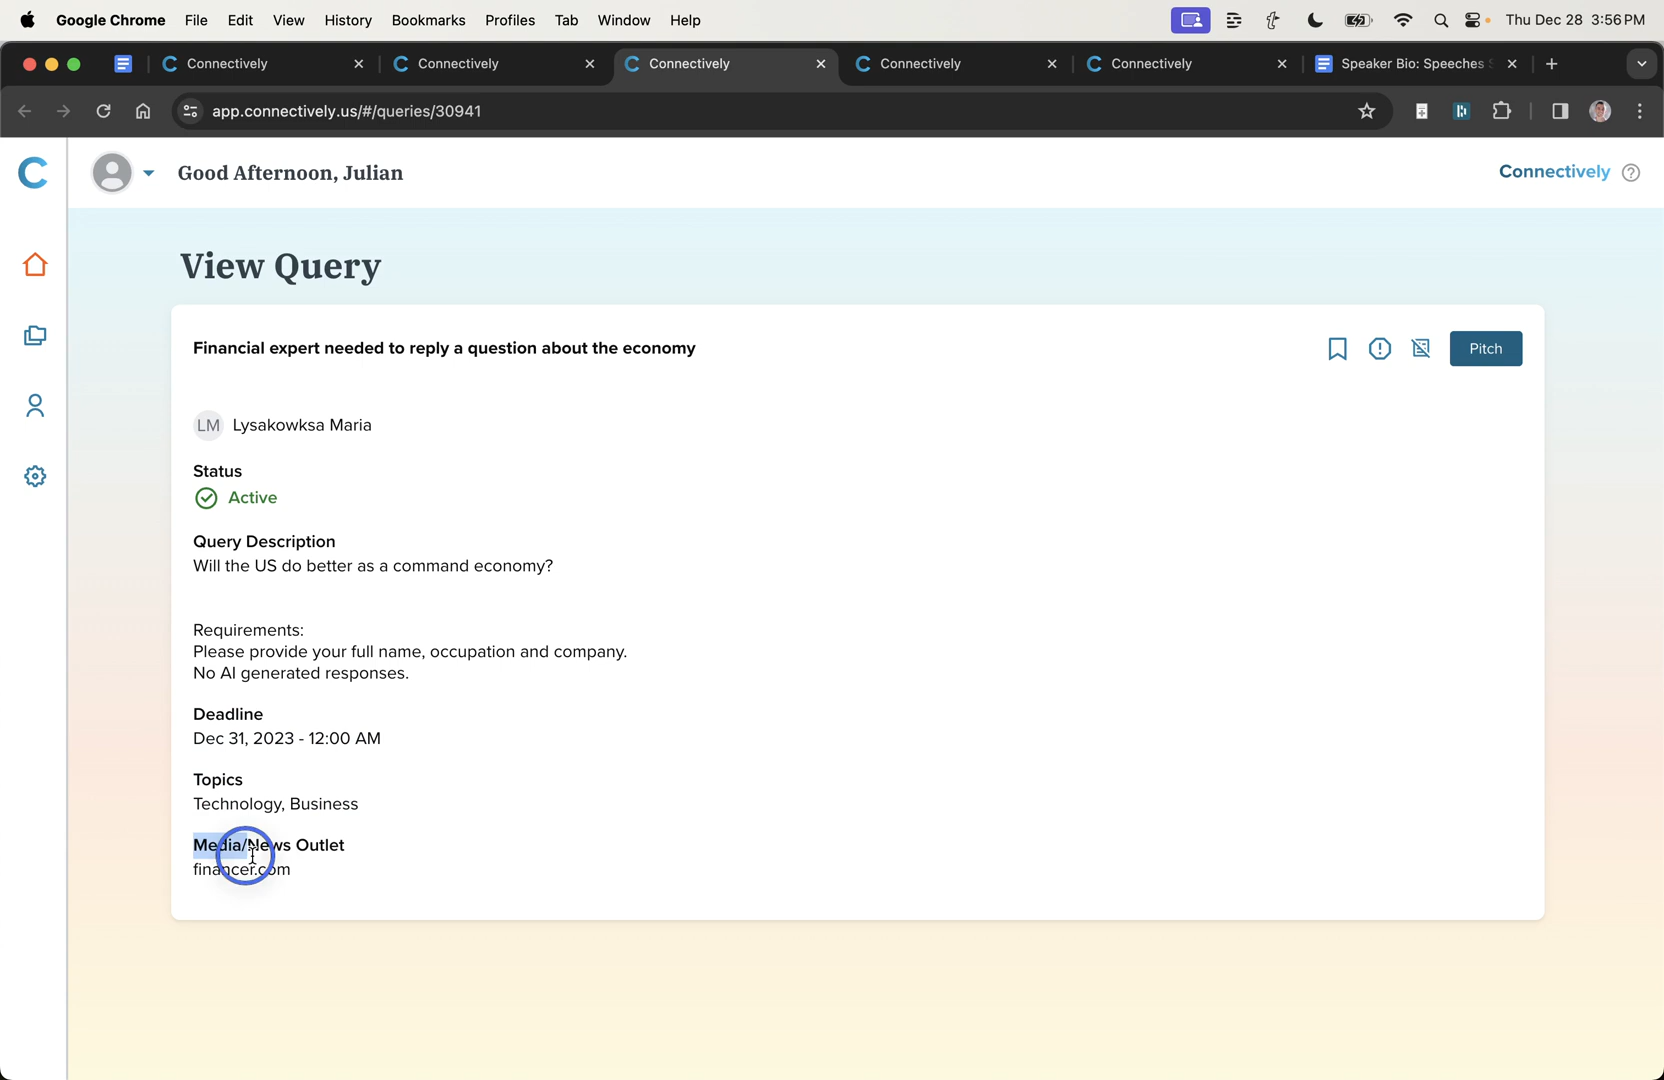 Google Chrome File Edit View History Bookmarks Profiles Tab Window Help Thu Dec 28 3:56 PM
Connectively Connectively Connectively Connectively Connectively Speaker Bio: Speeches
app.connectively.us/#/queries/30941
Good Afternoon, Julian
Connectively
View Query
Financial expert needed to reply a question about the economy
Pitch
LM Lysakowksa Maria
Status
Active
Query Description
Will the US do better as a command economy?
Requirements:
Please provide your full name, occupation and company.
No AI generated responses.
Deadline
Dec 31, 2023 - 12:00 AM
Topics
Technology, Business
Media/News Outlet
financer.com